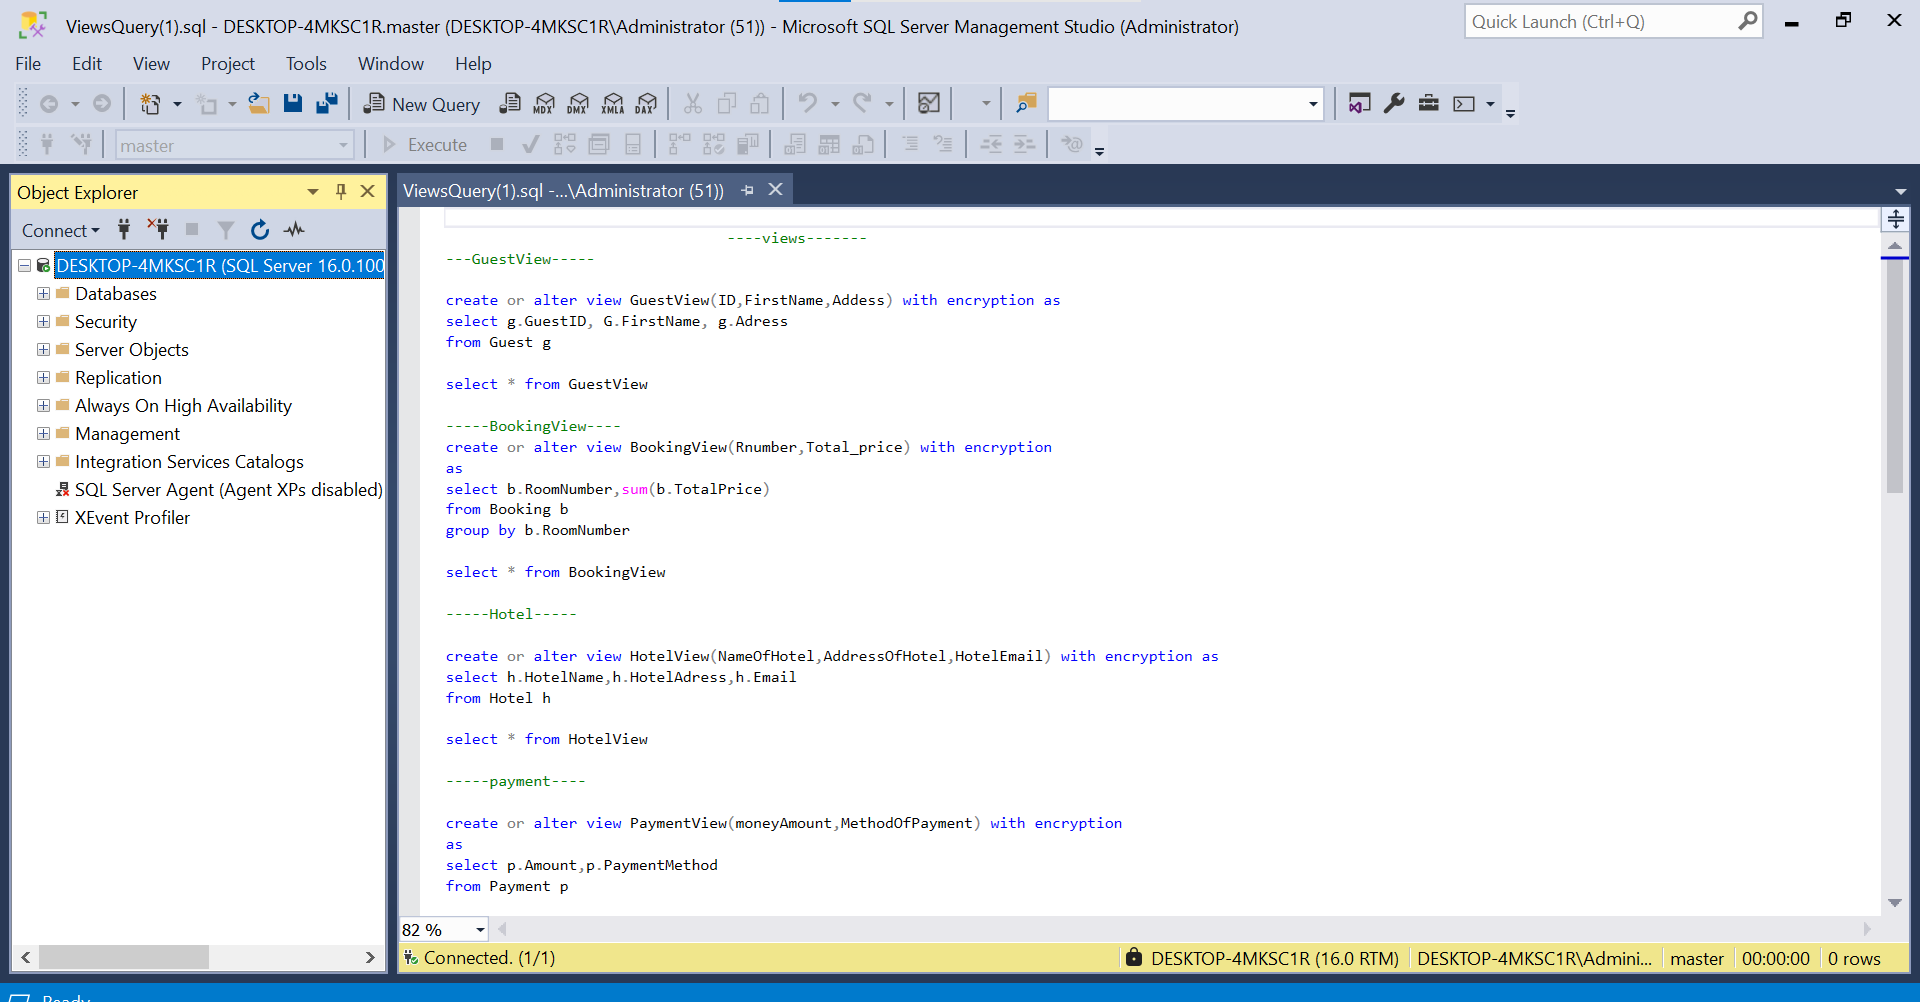 ViewsQuery(1).sql - DESKTOP-4MKSC1R.master (DESKTOP-4MKSC1R\Administrator (51)) - Microsoft SQL Server Management Studio (Administrator)
Quick Launch (Ctrl+Q)
File Edit View Project Tools Window Help
New Query MDX DMX XMLA DAX
master Execute
Object Explorer
ViewsQuery(1).sql -...\Administrator (51))
Connect
DESKTOP-4MKSC1R (SQL Server 16.0.100
Databases
Security
Server Objects
Replication
Always On High Availability
Management
Integration Services Catalogs
SQL Server Agent (Agent XPs disabled)
XEvent Profiler
----views-------
---GuestView-----
create or alter view GuestView(ID,FirstName,Addess) with encryption as
select g.GuestID, G.FirstName, g.Adress
from Guest g
select * from GuestView
-----BookingView----
create or alter view BookingView(Rnumber,Total_price) with encryption
as
select b.RoomNumber,sum(b.TotalPrice)
from Booking b
group by b.RoomNumber
select * from BookingView
-----Hotel-----
create or alter view HotelView(NameOfHotel,AddressOfHotel,HotelEmail) with encryption as
select h.HotelName,h.HotelAdress,h.Email
from Hotel h
select * from HotelView
-----payment----
create or alter view PaymentView(moneyAmount,MethodOfPayment) with encryption
as
select p.Amount,p.PaymentMethod
from Payment p
82 %
Connected. (1/1)
DESKTOP-4MKSC1R (16.0 RTM) DESKTOP-4MKSC1R\Admini... master 00:00:00 0 rows
Ready